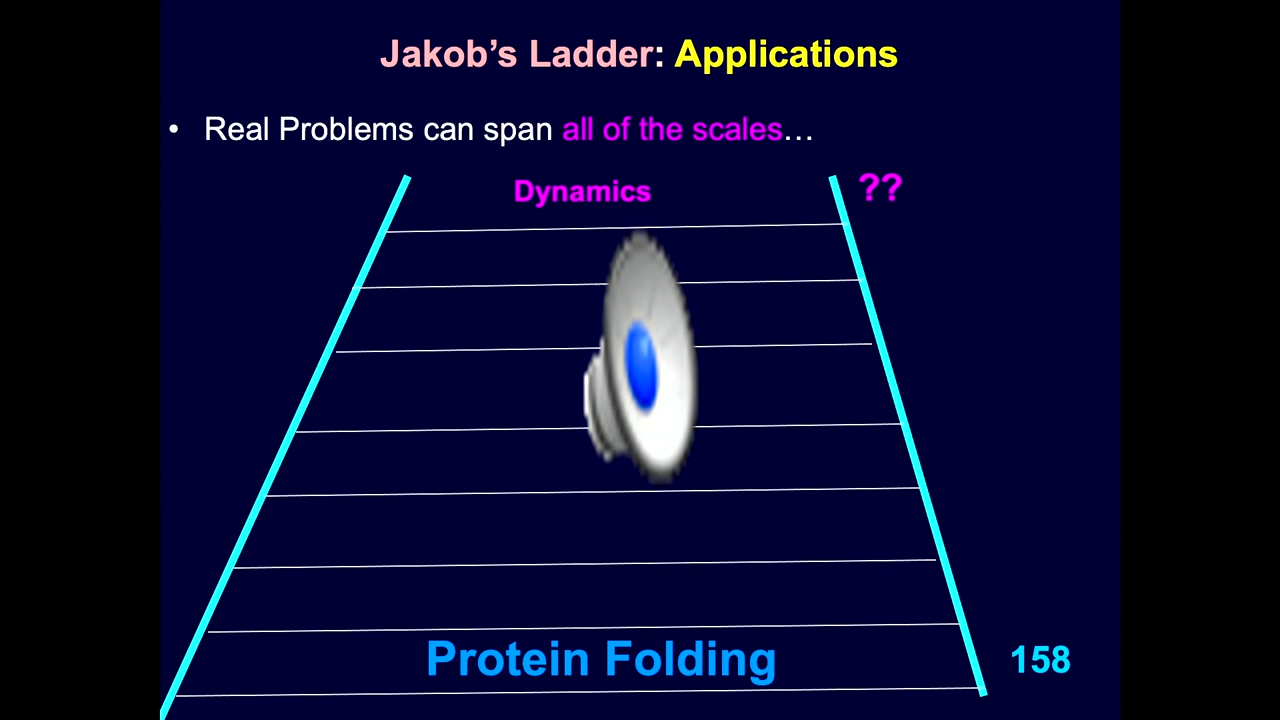 Jakob’s Ladder: Applications
• Real Problems can span all of the scales…
Dynamics
??
Protein Folding
158